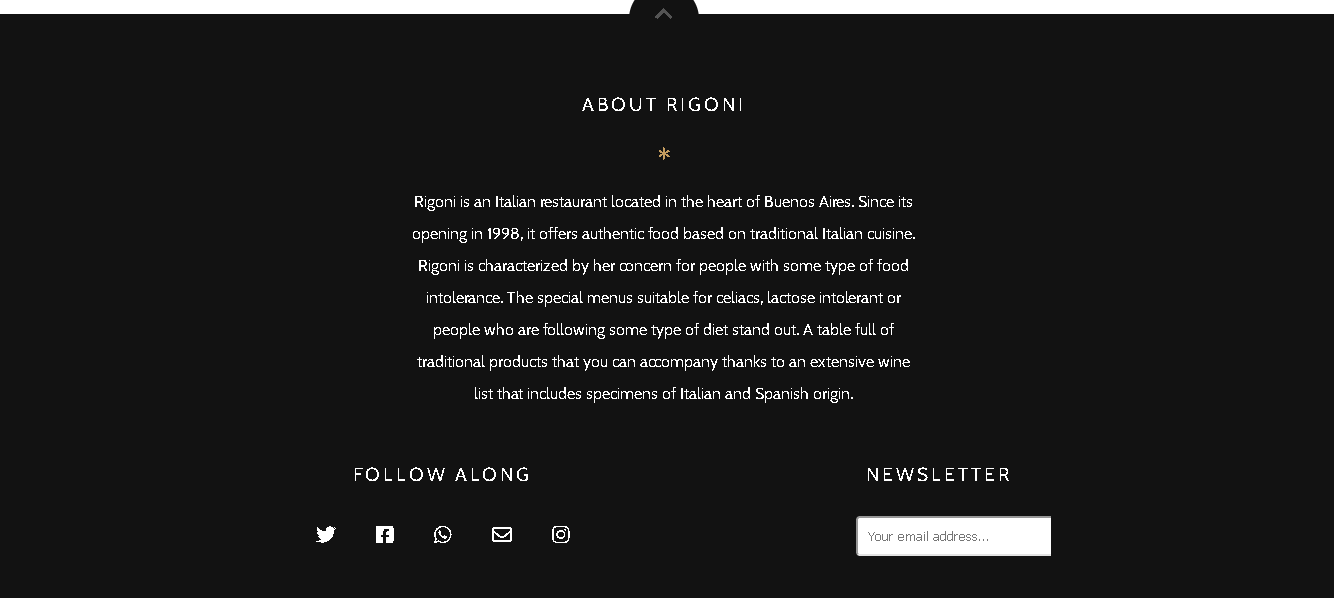 ABOUT RIGONI
*
Rigoni is an Italian restaurant located in the heart of Buenos Aires. Since its
opening in 1998, it offers authentic food based on traditional Italian cuisine.
Rigoni is characterized by her concern for people with some type of food
intolerance. The special menus suitable for celiacs, lactose intolerant or
people who are following some type of diet stand out. A table full of
traditional products that you can accompany thanks to an extensive wine
list that includes specimens of Italian and Spanish origin.
FOLLOW ALONG
NEWSLETTER
Your email address...